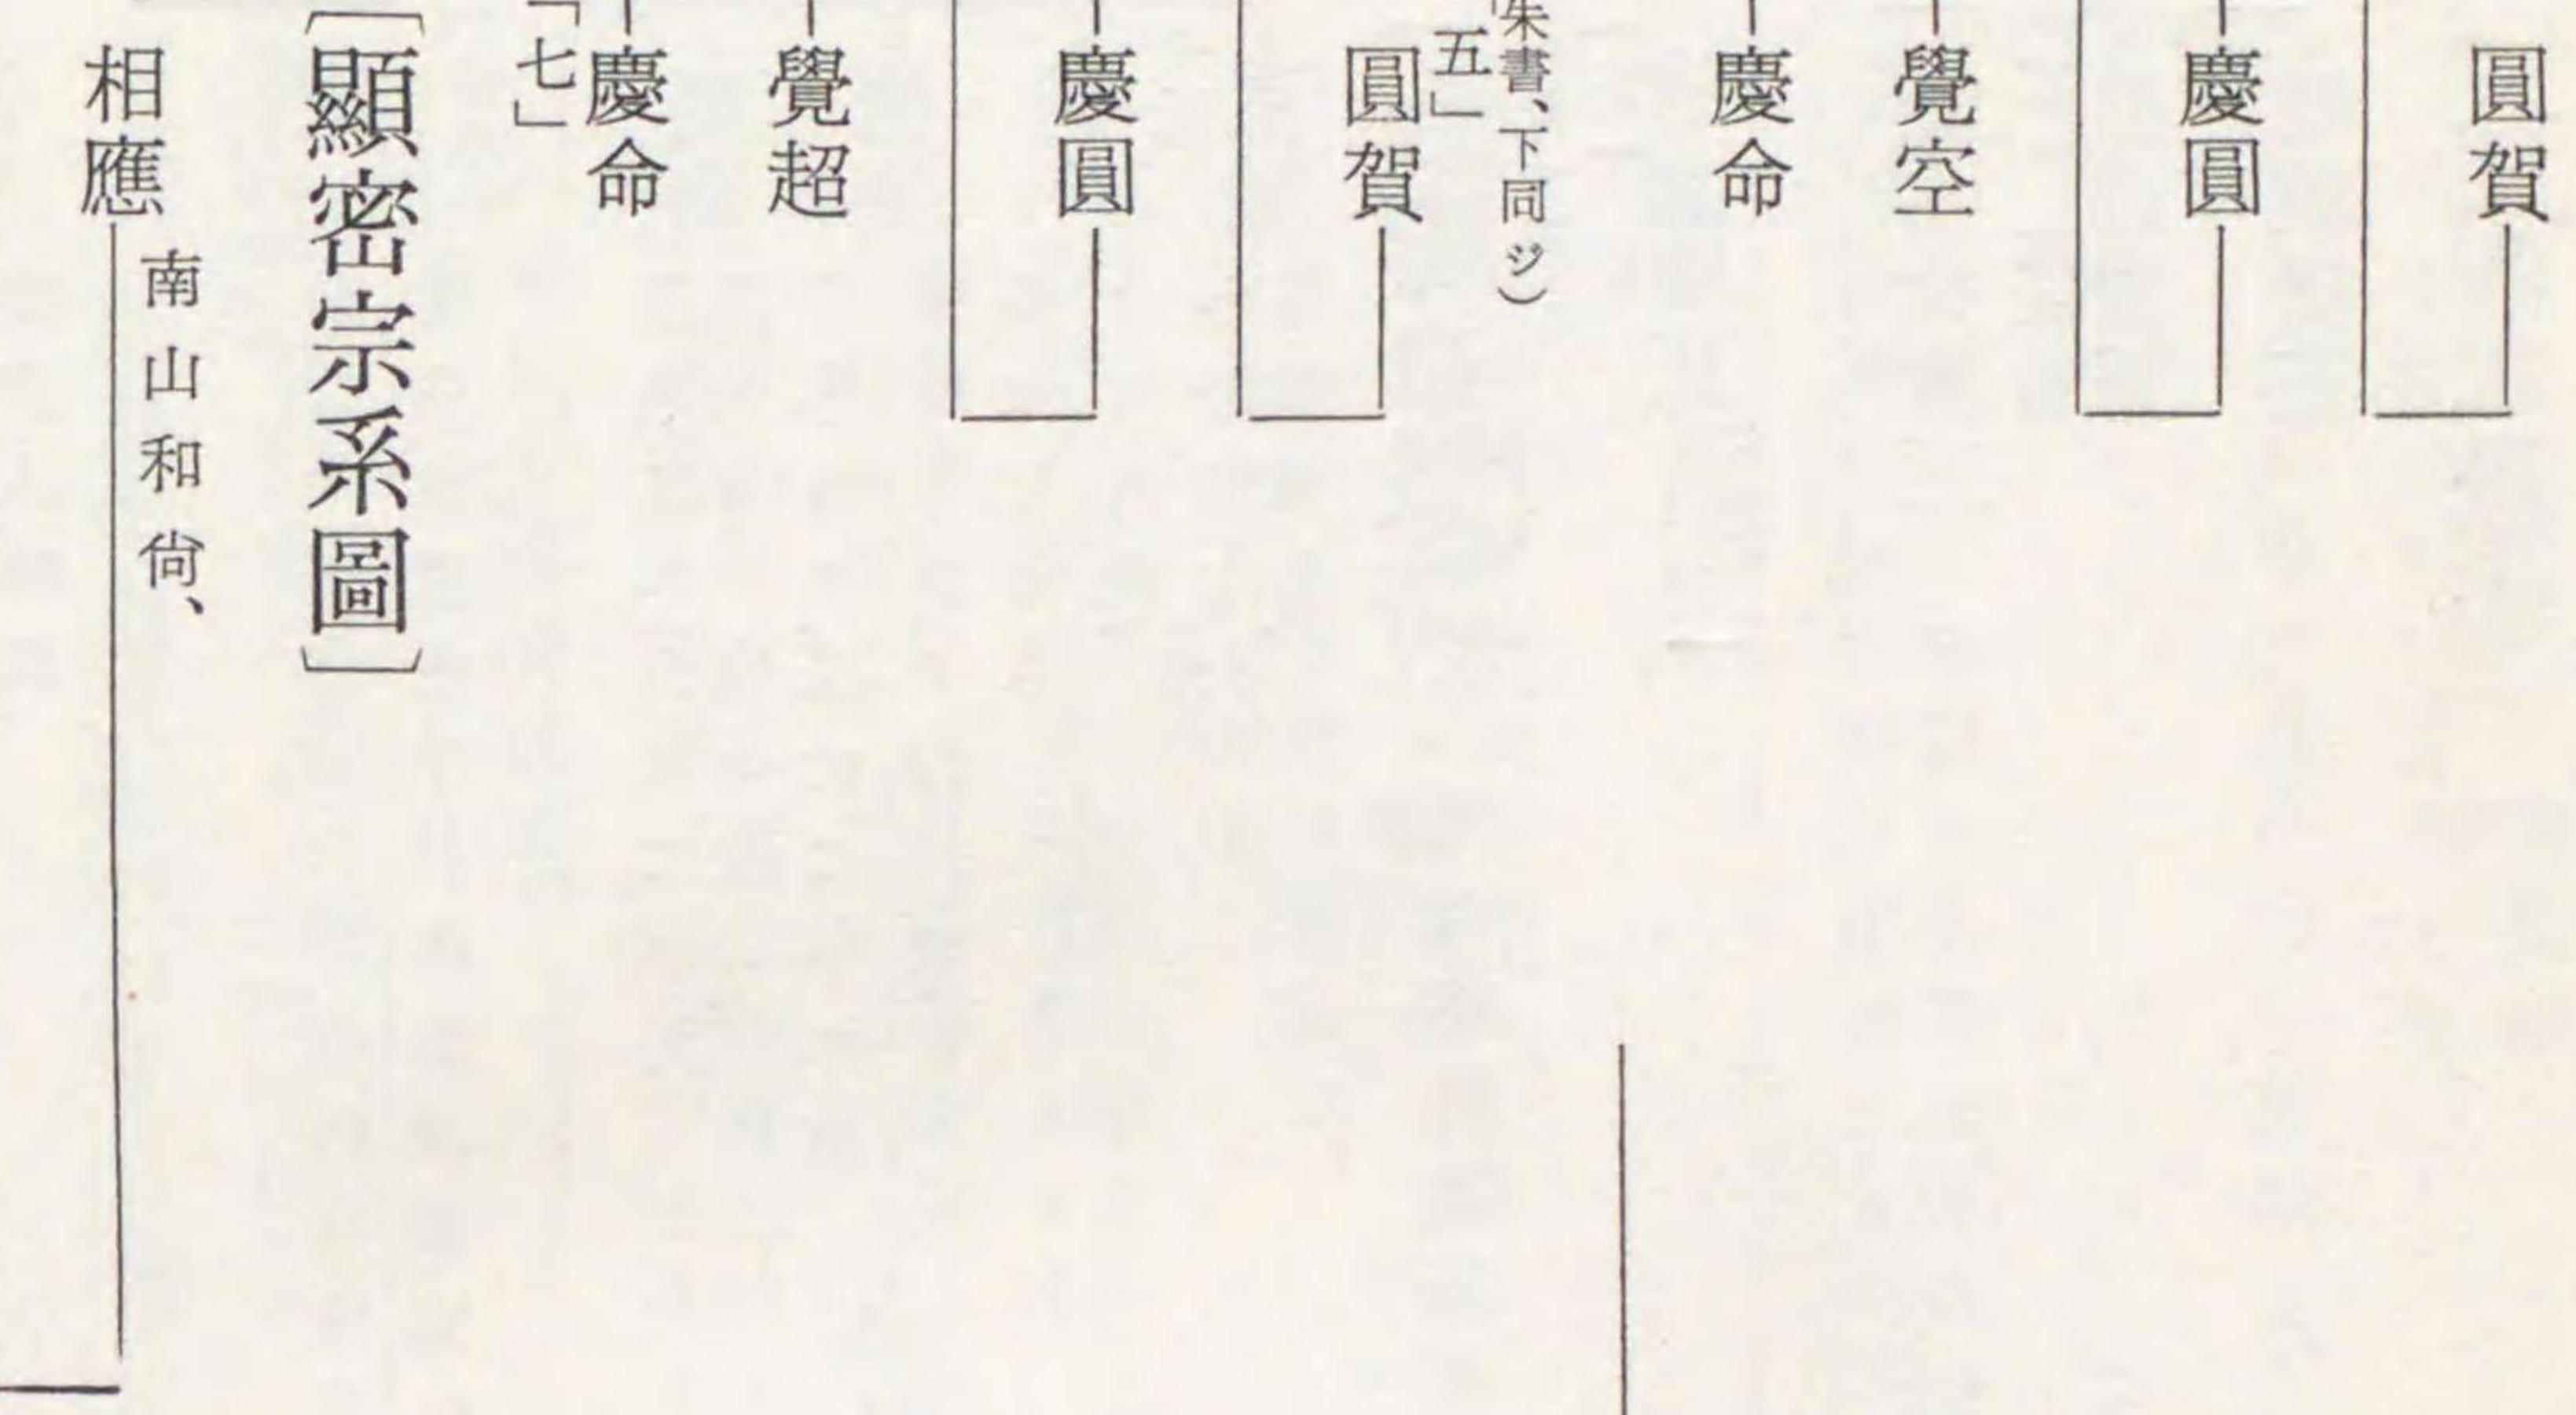 圓賀
慶圓
覺空
慶命
朱書、下同ジ)
五」
圓賀
慶圓
覺超
慶命
「七」
〔顯密宗系圖〕
南山和尙、
相應